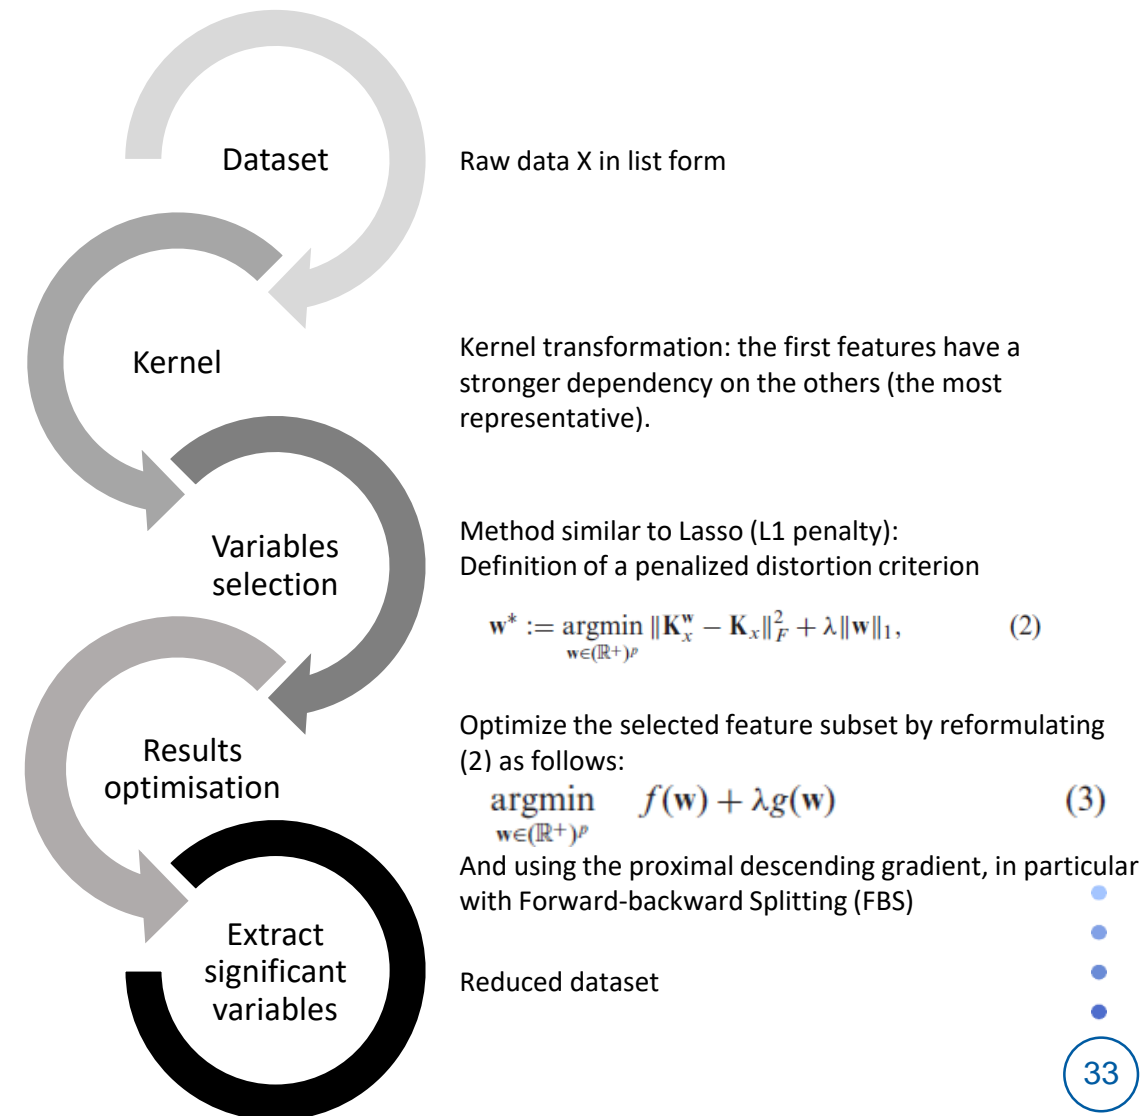 Dataset
Raw data X in list form
Kernel
Kernel transformation: the first features have a
stronger dependency on the others (the most
representative).
Variables
selection
Method similar to Lasso (L1 penalty):
Definition of a penalized distortion criterion
w* := argmin ‖K_x^w − K_x‖_F^2 + λ‖w‖_1, (2)
w∈(ℝ+)^p
Results
optimisation
Optimize the selected feature subset by reformulating
(2) as follows:
argmin f(w) + λg(w) (3)
w∈(ℝ+)^p
And using the proximal descending gradient, in particular
with Forward-backward Splitting (FBS)
Extract
significant
variables
Reduced dataset
33